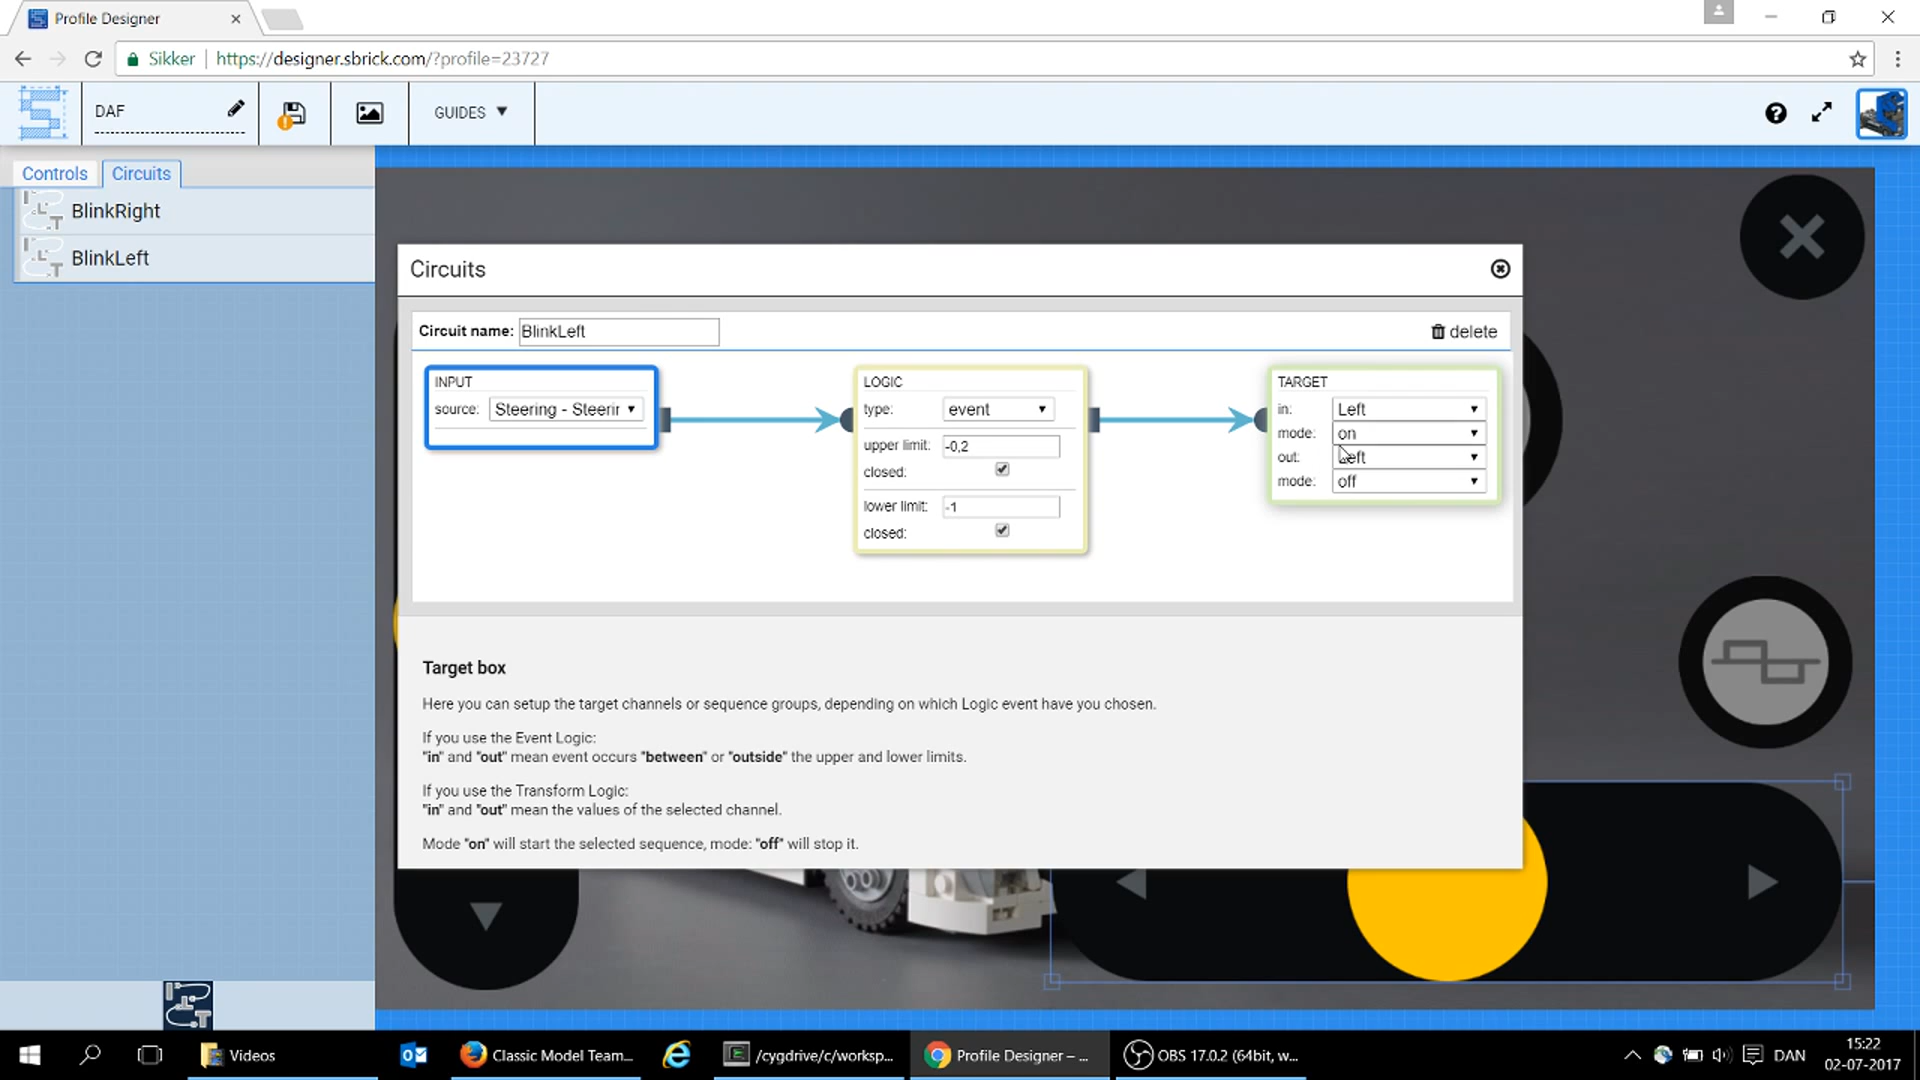 Profile Designer
Sikker https://designer.sbrick.com/?profile=23727
DAF GUIDES
Controls Circuits
BlinkRight
BlinkLeft
Circuits
Circuit name: BlinkLeft delete
INPUT
source: Steering - Steerir
LOGIC
type: event
upper limit: -0,2
closed:
lower limit: -1
closed:
TARGET
in: Left
mode: on
out: Left
mode: off
Target box
Here you can setup the target channels or sequence groups, depending on which Logic event have you chosen.
If you use the Event Logic:
"in" and "out" mean event occurs "between" or "outside" the upper and lower limits.
If you use the Transform Logic:
"in" and "out" mean the values of the selected channel.
Mode "on" will start the selected sequence, mode: "off" will stop it.
Videos Classic Model Team... /cygdrive/c/worksp... Profile Designer – ... OBS 17.0.2 (64bit, w... DAN
15:22
02-07-2017